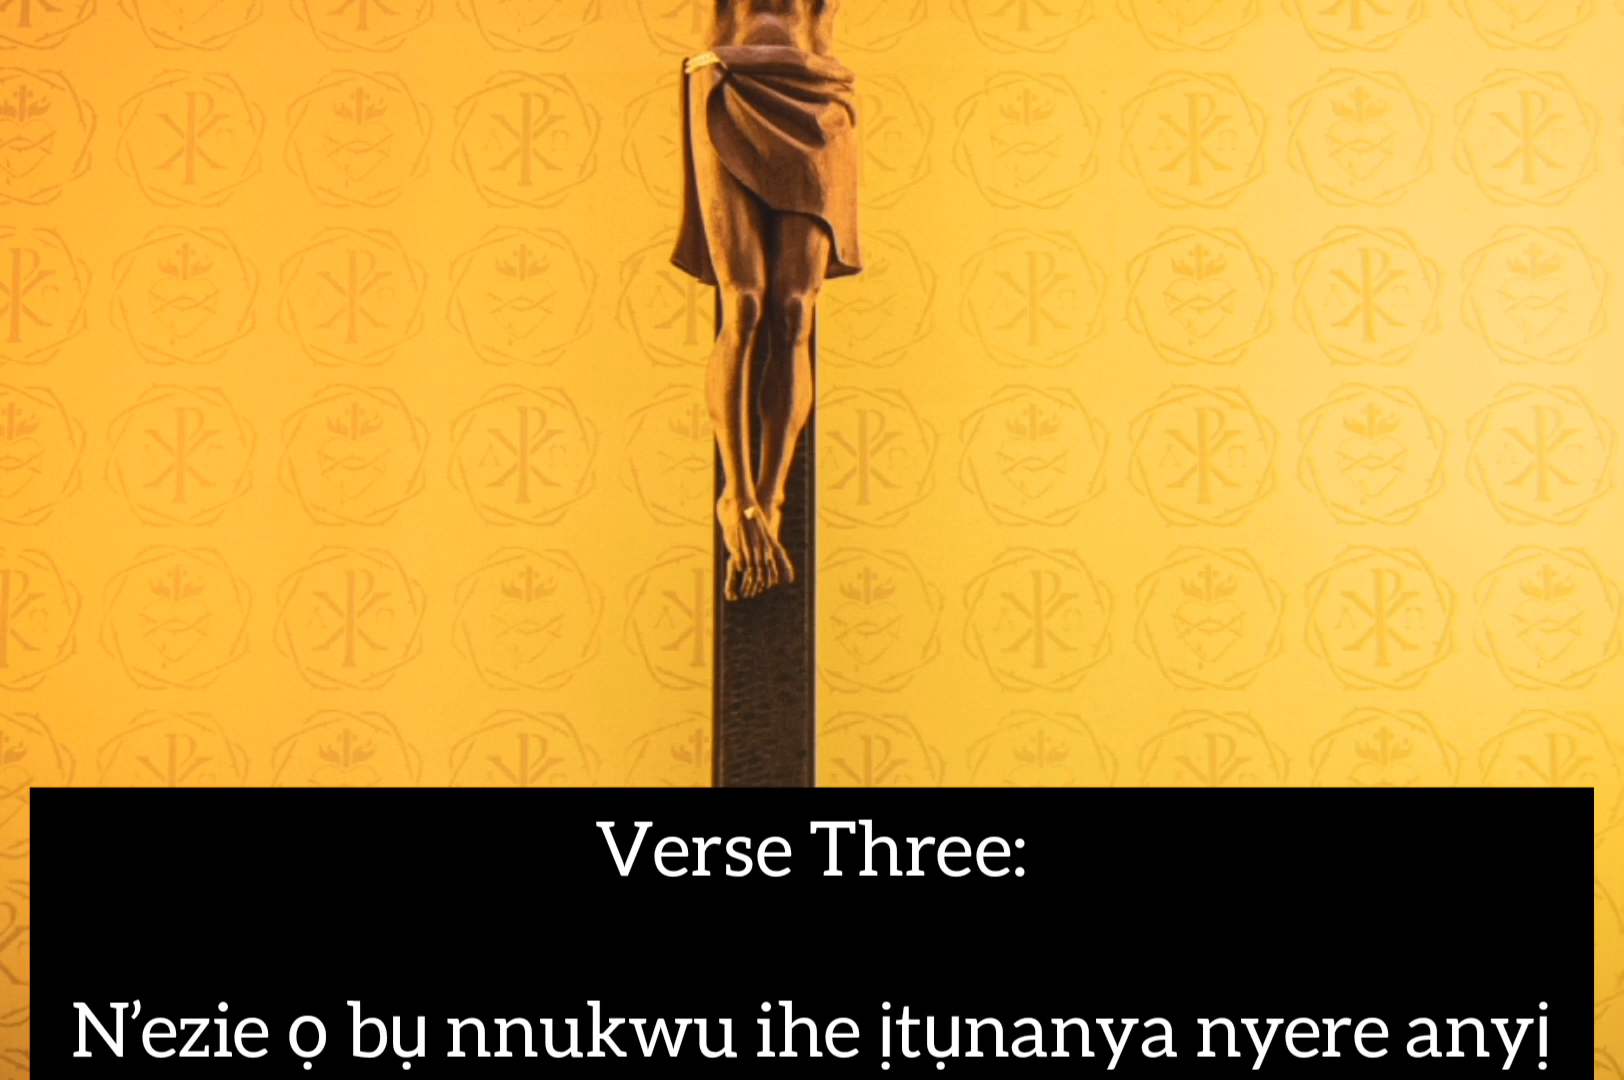 Verse Three:
N’ezie ọ bụ nnukwu ihe ịtụnanya nyere anyị